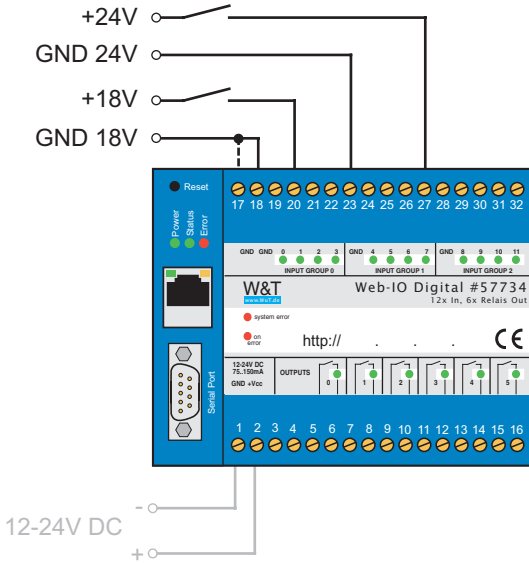 +24V
GND 24V
+18V
GND 18V
Reset
17 18 19 20 21 22 23 24 25 26 27 28 29 30 31 32
Power
Status
Error
GND GND 0 1 2 3 GND 4 5 6 7 GND 8 9 10 11
INPUT GROUP 0 INPUT GROUP 1 INPUT GROUP 2
W&T
www.WuT.de
Web-IO Digital #57734
12x In, 6x Relais Out
system error
on
error
http:// . . .
CE
Serial Port
12-24V DC
75..150mA
GND +Vcc
OUTPUTS
0 1 2 3 4 5
1 2 3 4 5 6 7 8 9 10 11 12 13 14 15 16
-
12-24V DC
+